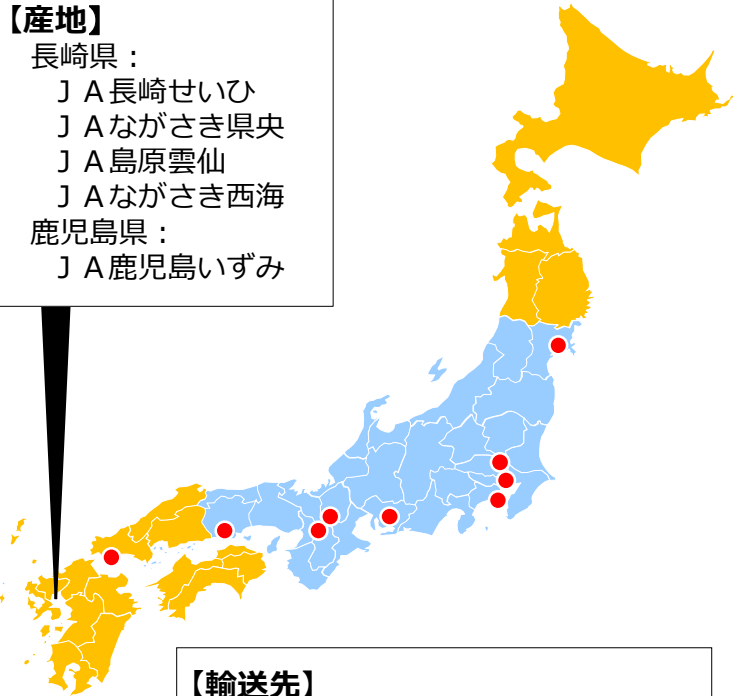 【産地】
長崎県：
ＪＡ長崎せいひ
ＪＡながさき県央
ＪＡ島原雲仙
ＪＡながさき西海
鹿児島県：
ＪＡ鹿児島いずみ
【輸送先】